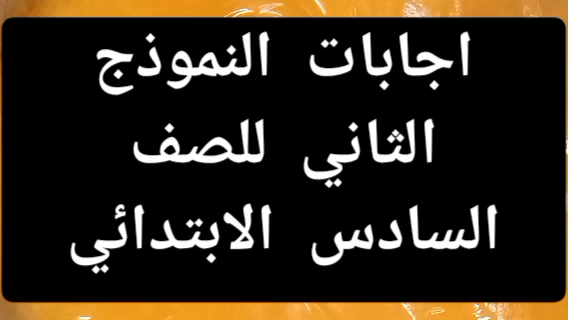 اجابات النموذج
الثاني للصف
السادس الابتدائي